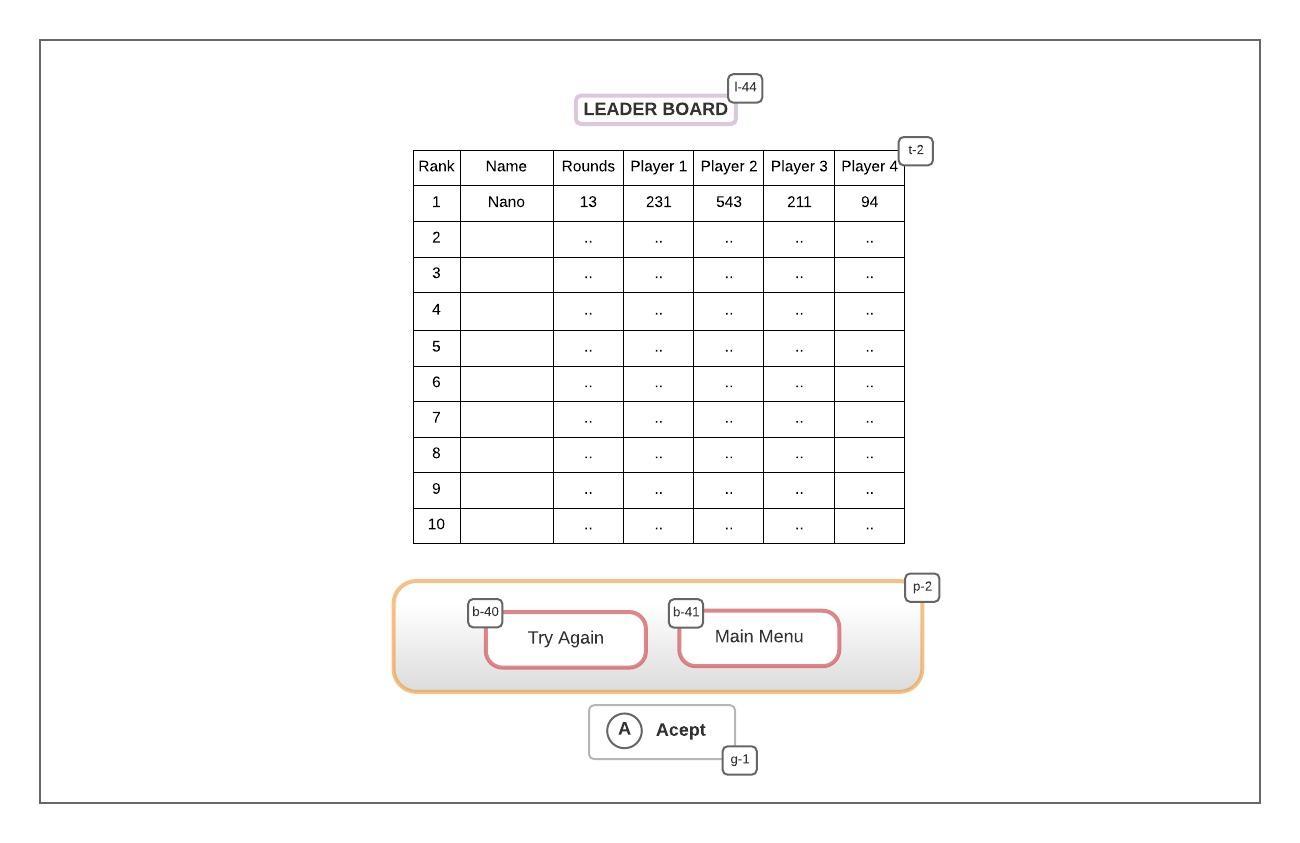 l-44
LEADER BOARD
t-2
Rank Name Rounds Player 1 Player 2 Player 3 Player 4
1 Nano 13 231 543 211 94
2 .. .. .. .. ..
3 .. .. .. .. ..
4 .. .. .. .. ..
5 .. .. .. .. ..
6 .. .. .. .. ..
7 .. .. .. .. ..
8 .. .. .. .. ..
9 .. .. .. .. ..
10 .. .. .. .. ..
p-2
b-40 b-41
Try Again Main Menu
A Acept
g-1